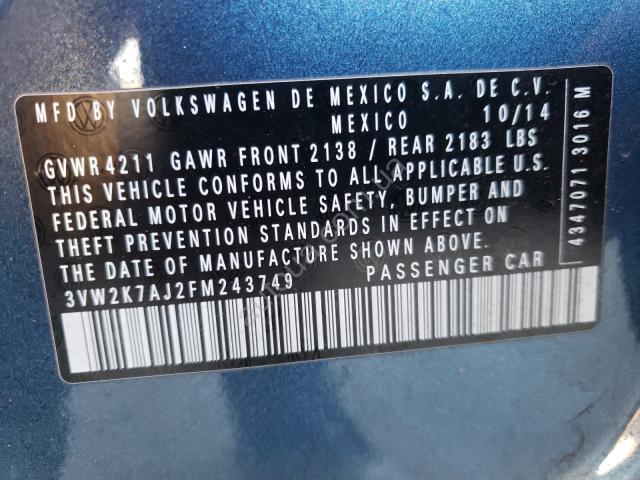 MFD BY VOLKSWAGEN DE MEXICO S.A. DE C.V.
MEXICO 10/14
GVWR 4211 GAWR FRONT 2138 / REAR 2183 LBS
THIS VEHICLE CONFORMS TO ALL APPLICABLE U.S.
FEDERAL MOTOR VEHICLE SAFETY, BUMPER AND
THEFT PREVENTION STANDARDS IN EFFECT ON
THE DATE OF MANUFACTURE SHOWN ABOVE.
3VW2K7AJ2FM243749 PASSENGER CAR
4347071 3016 M